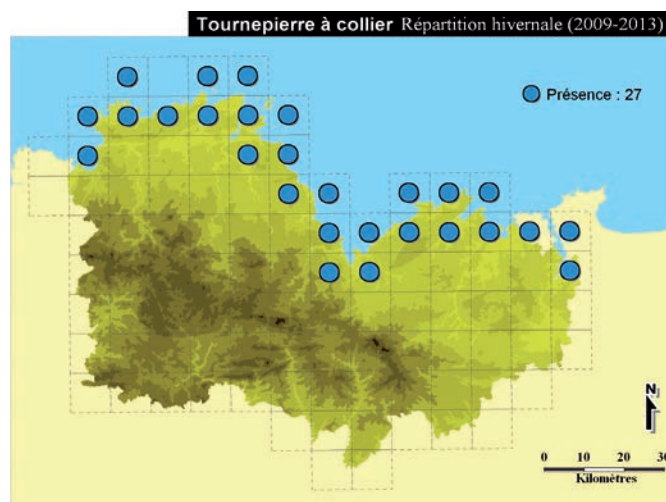 Tournepierre à collier Répartition hivernale (2009-2013)
Présence : 27
N
0 10 20 30
Kilomètres